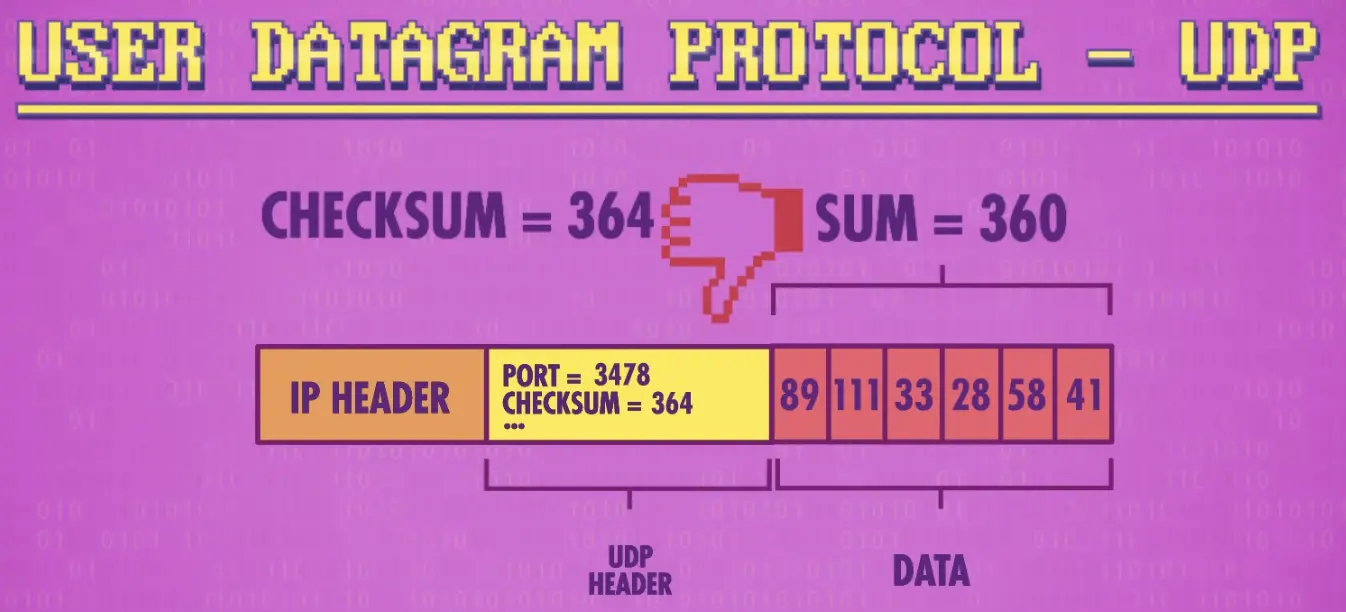 USER DATAGRAM PROTOCOL - UDP
CHECKSUM = 364
SUM = 360
IP HEADER
PORT = 3478
CHECKSUM = 364
...
89 111 33 28 58 41
UDP
HEADER
DATA